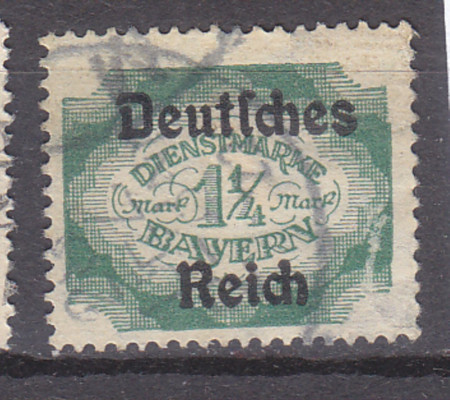 Deutſches
DIENSTMARKE
Mark 1¼ Mark
BAYERN
Reich